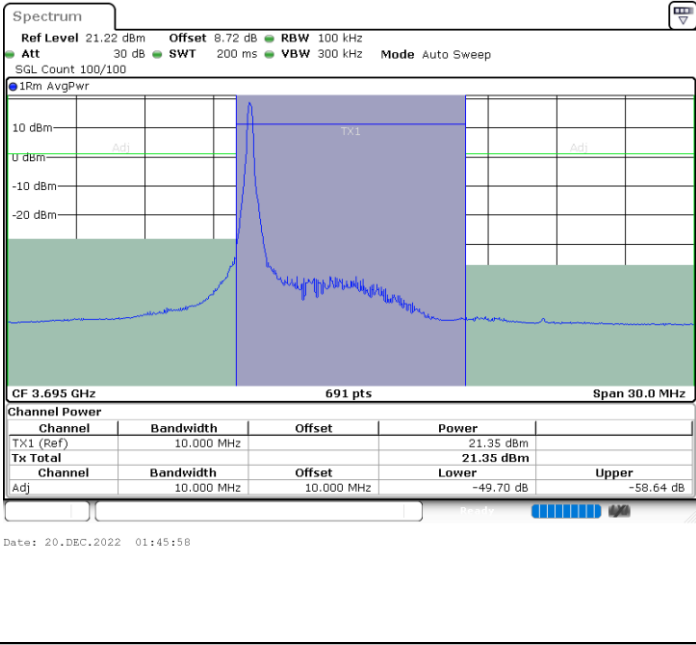 Spectrum
Ref Level 21.22 dBm Offset 8.72 dB RBW 100 kHz
Att 30 dB SWT 200 ms VBW 300 kHz Mode Auto Sweep
SGL Count 100/100
1Rm AvgPwr
10 dBm
TX1
Adj Adj
0 dBm
-10 dBm
-20 dBm
CF 3.695 GHz 691 pts Span 30.0 MHz
Channel Power
Channel Bandwidth Offset Power
TX1 (Ref) 10.000 MHz 21.35 dBm
Tx Total 21.35 dBm
Channel Bandwidth Offset Lower Upper
Adj 10.000 MHz 10.000 MHz -49.70 dB -58.64 dB
Ready
Date: 20.DEC.2022 01:45:58